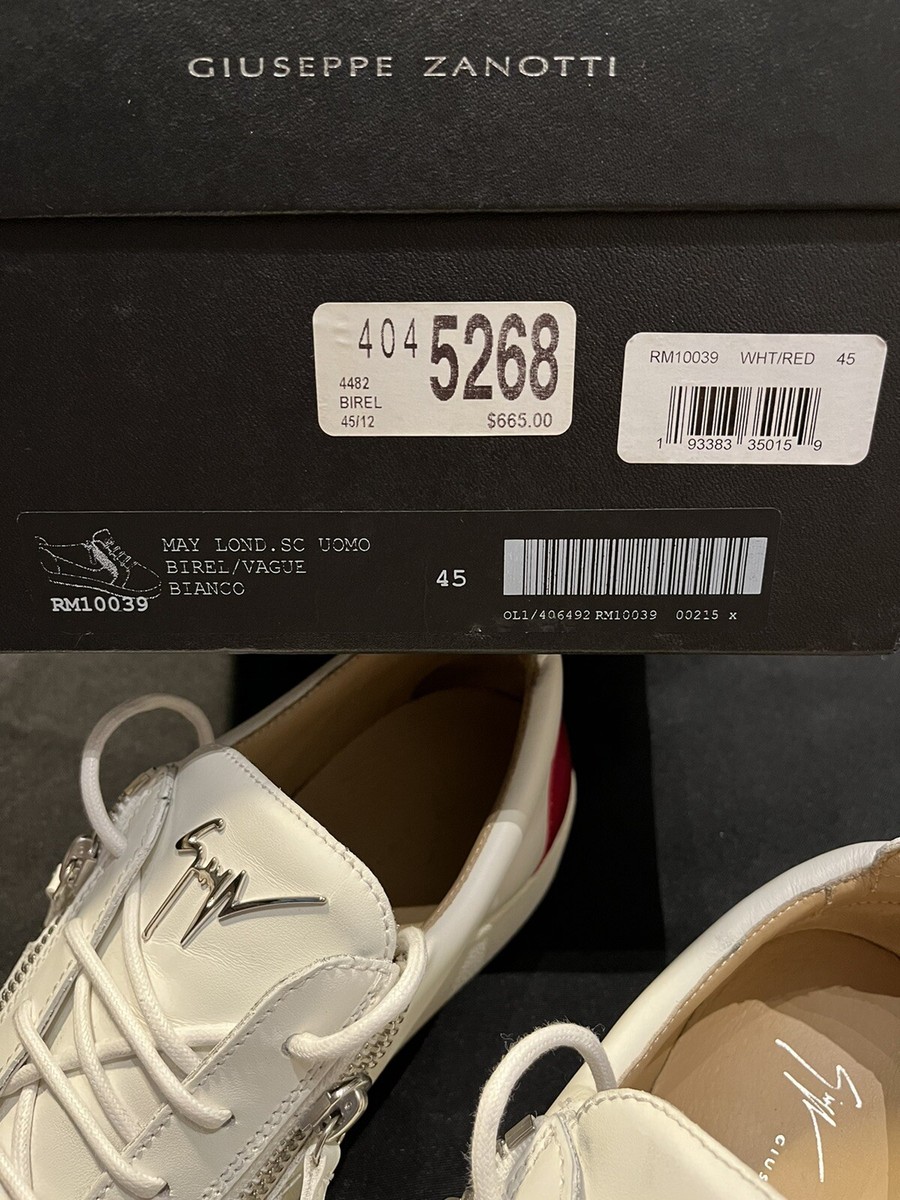 GIUSEPPE ZANOTTI
404 5268
4482
BIREL
45/12 $665.00
RM10039 WHT/RED 45
1 93383 35015 9
MAY LOND.SC UOMO
BIREL/VAGUE
BIANCO
RM10039
45
OL1/406492 RM10039 00215 x